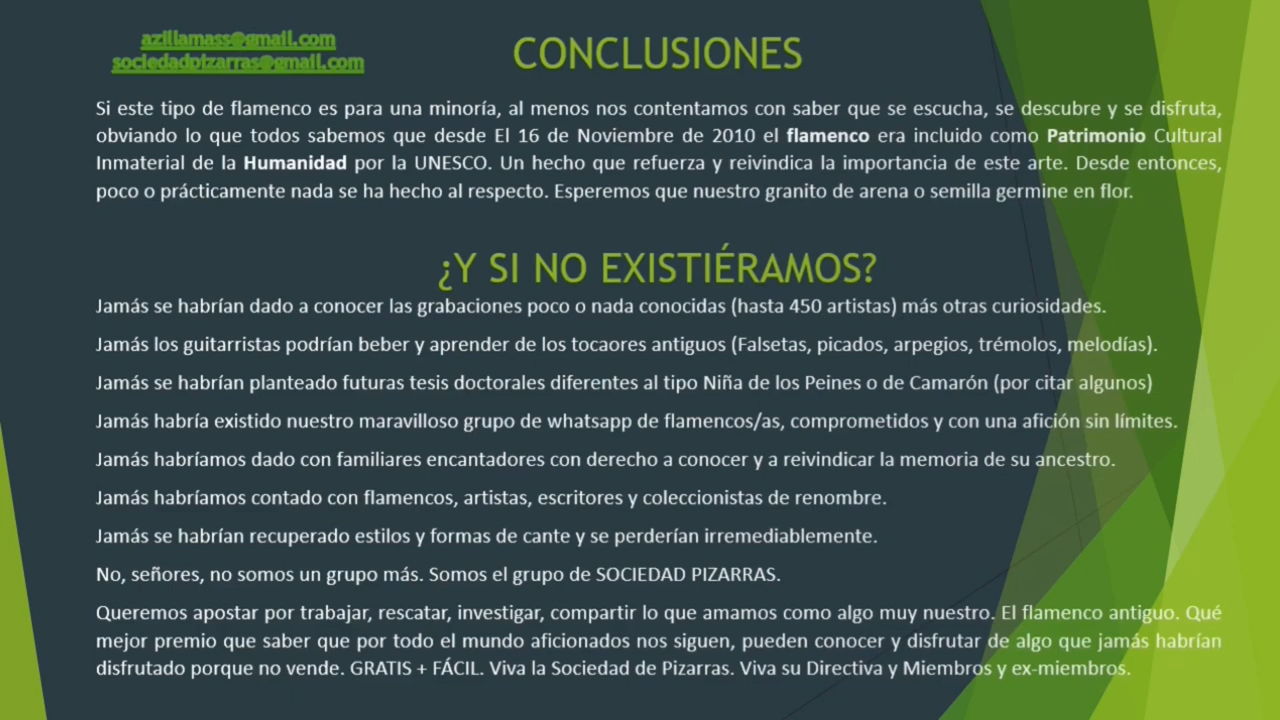 azillamass@gmail.com
sociedadpizarras@gmail.com
CONCLUSIONES
Si este tipo de flamenco es para una minoría, al menos nos contentamos con saber que se escucha, se descubre y se disfruta,
obviando lo que todos sabemos que desde El 16 de Noviembre de 2010 el flamenco era incluido como Patrimonio Cultural
Inmaterial de la Humanidad por la UNESCO. Un hecho que refuerza y reivindica la importancia de este arte. Desde entonces,
poco o prácticamente nada se ha hecho al respecto. Esperemos que nuestro granito de arena o semilla germine en flor.
¿Y SI NO EXISTIÉRAMOS?
Jamás se habrían dado a conocer las grabaciones poco o nada conocidas (hasta 450 artistas) más otras curiosidades.
Jamás los guitarristas podrían beber y aprender de los tocaores antiguos (Falsetas, picados, arpegios, trémolos, melodías).
Jamás se habrían planteado futuras tesis doctorales diferentes al tipo Niña de los Peines o de Camarón (por citar algunos)
Jamás habría existido nuestro maravilloso grupo de whatsapp de flamencos/as, comprometidos y con una afición sin límites.
Jamás habríamos dado con familiares encantadores con derecho a conocer y a reivindicar la memoria de su ancestro.
Jamás habríamos contado con flamencos, artistas, escritores y coleccionistas de renombre.
Jamás se habrían recuperado estilos y formas de cante y se perderían irremediablemente.
No, señores, no somos un grupo más. Somos el grupo de SOCIEDAD PIZARRAS.
Queremos apostar por trabajar, rescatar, investigar, compartir lo que amamos como algo muy nuestro. El flamenco antiguo. Qué
mejor premio que saber que por todo el mundo aficionados nos siguen, pueden conocer y disfrutar de algo que jamás habrían
disfrutado porque no vende. GRATIS + FÁCIL. Viva la Sociedad de Pizarras. Viva su Directiva y Miembros y ex-miembros.